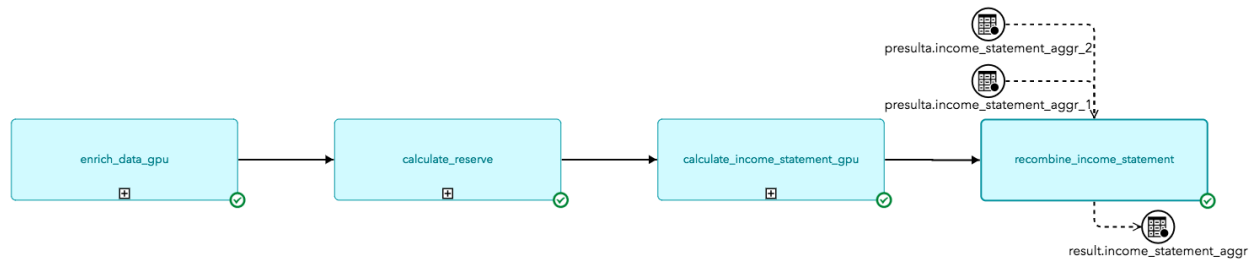 presulta.income_statement_aggr_2
presulta.income_statement_aggr_1
enrich_data_gpu
calculate_reserve
calculate_income_statement_gpu
recombine_income_statement
result.income_statement_aggr